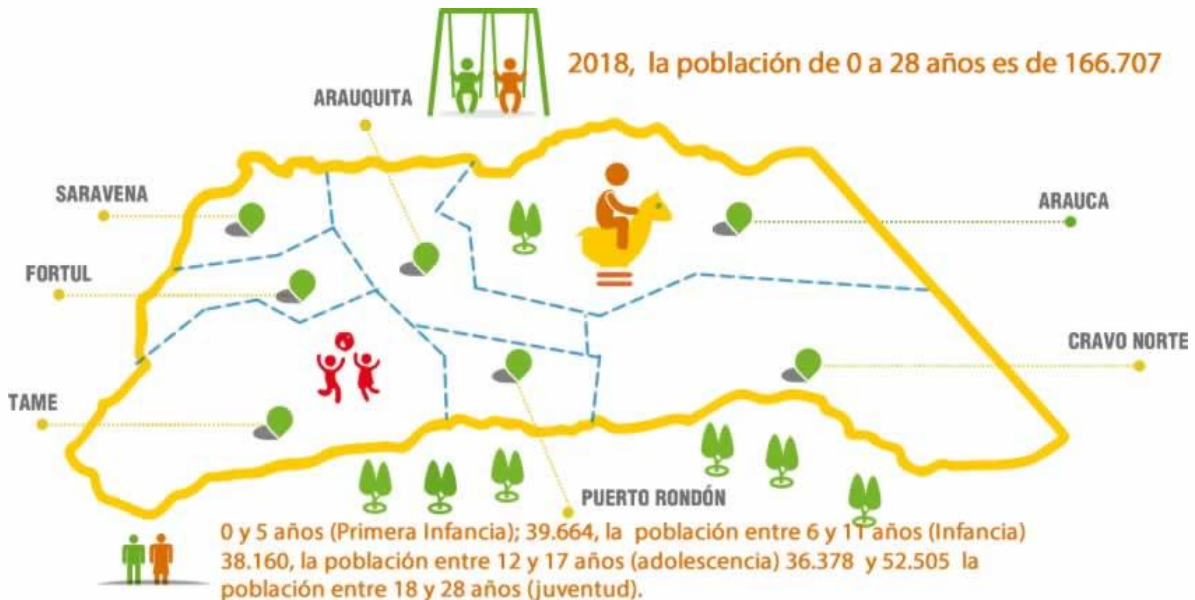 2018, la población de 0 a 28 años es de 166.707
ARAUQUITA
SARAVENA
ARAUCA
FORTUL
CRAVO NORTE
TAME
PUERTO RONDÓN
0 y 5 años (Primera Infancia); 39.664, la población entre 6 y 11 años (Infancia)
38.160, la población entre 12 y 17 años (adolescencia) 36.378 y 52.505 la
población entre 18 y 28 años (juventud).